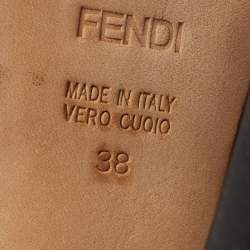 FENDI
MADE IN ITALY
VERO CUOIO
38